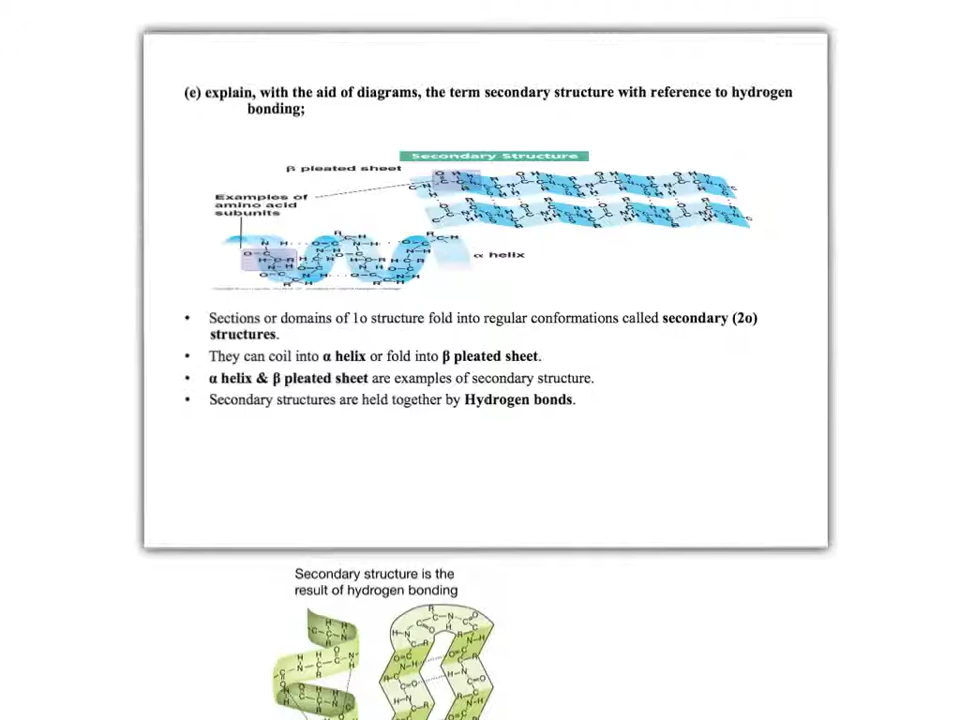 (e) explain, with the aid of diagrams, the term secondary structure with reference to hydrogen
bonding;
Secondary Structure
β pleated sheet
Examples of
amino acid
subunits
α helix
• Sections or domains of 1o structure fold into regular conformations called secondary (2o)
structures.
• They can coil into α helix or fold into β pleated sheet.
• α helix & β pleated sheet are examples of secondary structure.
• Secondary structures are held together by Hydrogen bonds.
Secondary structure is the
result of hydrogen bonding